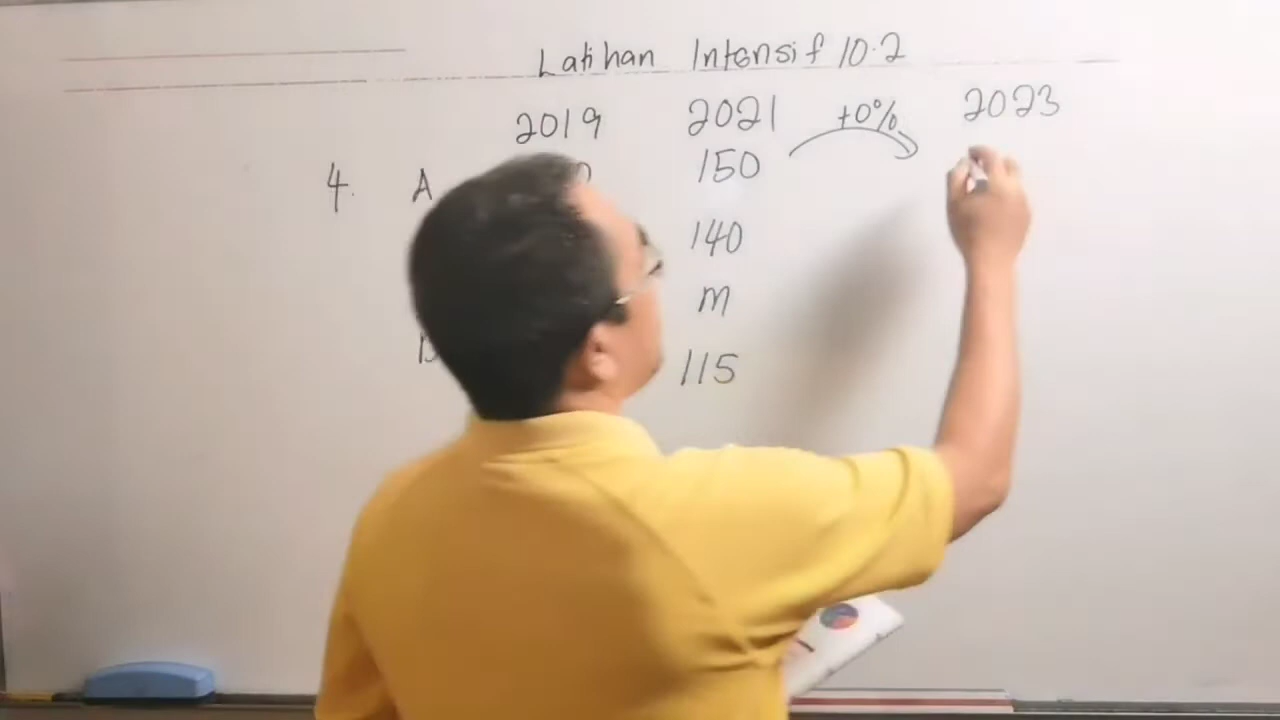 Latihan Intensif 10.2
2019 2021 +0% 2023
4. A 150
140
m
115